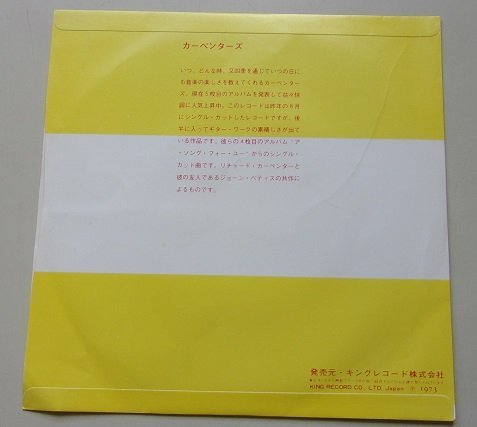 カーペンターズ
いつ、どんな時、又四季を通じていつの日に
も音楽の楽しさを教えてくれるカーペンター
ズ。現在5枚目のアルバムを発表して益々快
調に人気上昇中。このレコードは昨年の8月
にシングル・カットしたレコードですが、後
半に入ってギター・ワークの素晴しさが出て
いる作品です。彼らの4枚目のアルバム"ア
・ソング・フォー・ユー"からのシングル・
カット曲です。リチャード・カーペンターと
彼の友人であるジョーン・ベティスの共作に
よるものです。
発売元・キングレコード株式会社
KING RECORD CO., LTD. Japan ℗ 1973